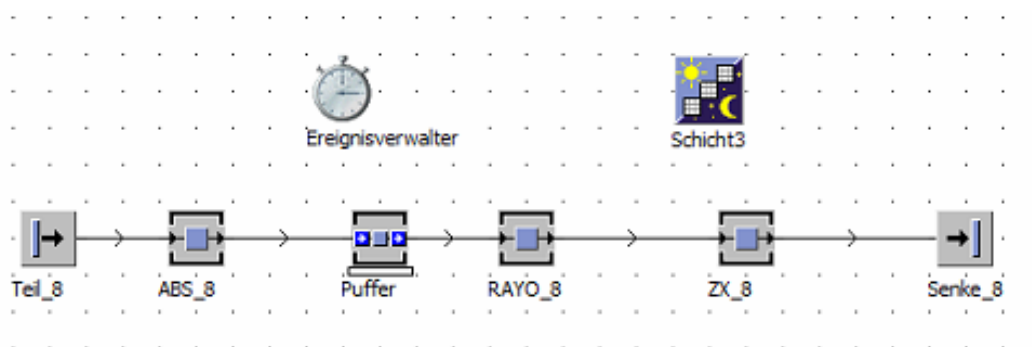 Ereignisverwalter
Schicht3
Teil_8
ABS_8
Puffer
RAYO_8
ZX_8
Senke_8